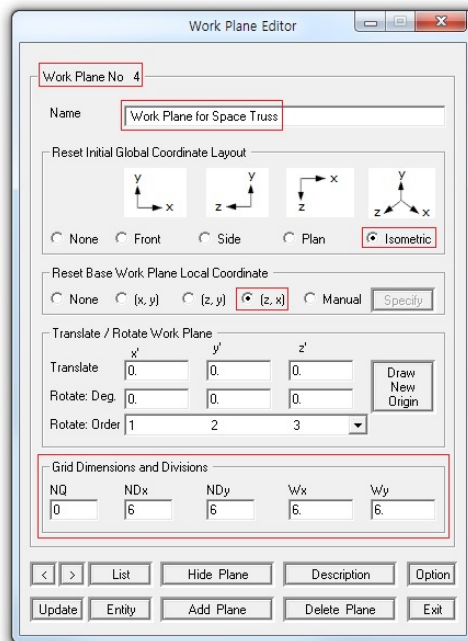 Work Plane Editor
Work Plane No 4
Name Work Plane for Space Truss
Reset Initial Global Coordinate Layout
y x y z x z y z x
None Front Side Plan Isometric
Reset Base Work Plane Local Coordinate
None (x, y) (z, y) (z, x) Manual Specify
Translate / Rotate Work Plane
x' y' z'
Translate 0. 0. 0.
Draw New Origin
Rotate: Deg. 0. 0. 0.
Rotate: Order 1 2 3
Grid Dimensions and Divisions
NQ NDx NDy Wx Wy
0 6 6 6. 6.
< > List Hide Plane Description Option
Update Entity Add Plane Delete Plane Exit